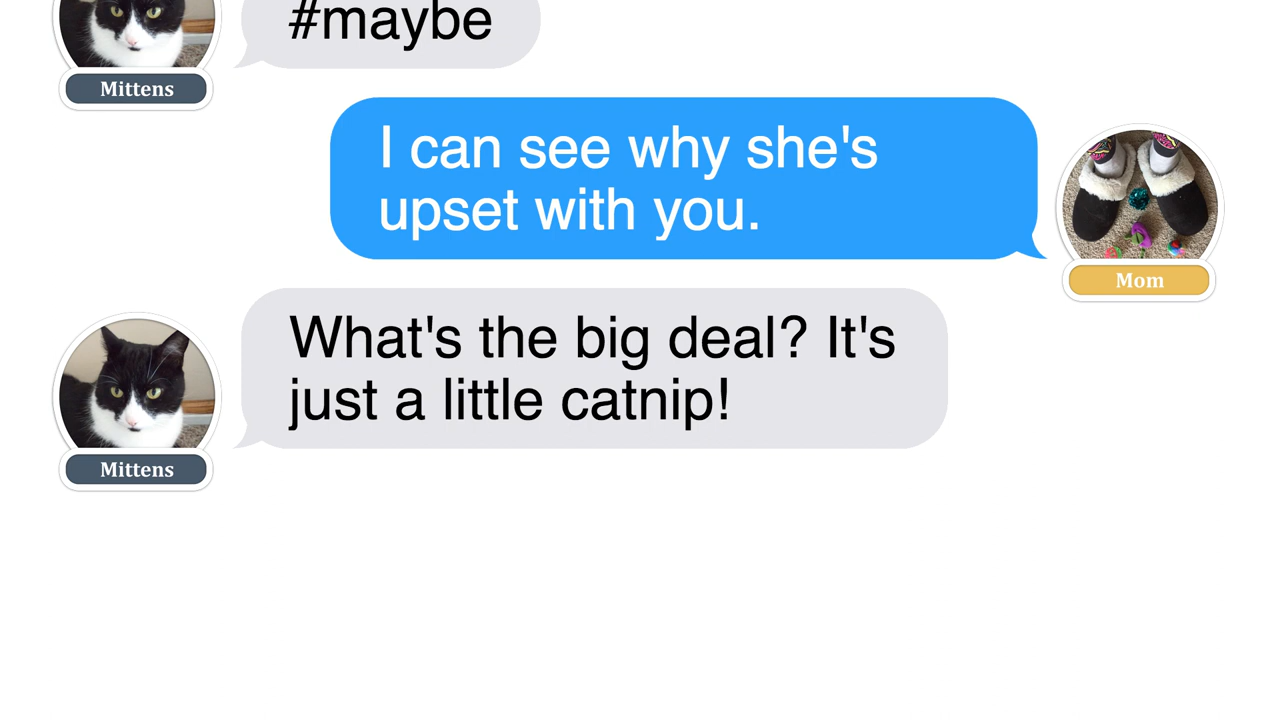 #maybe
Mittens
I can see why she's
upset with you.
Mom
What's the big deal? It's
just a little catnip!
Mittens